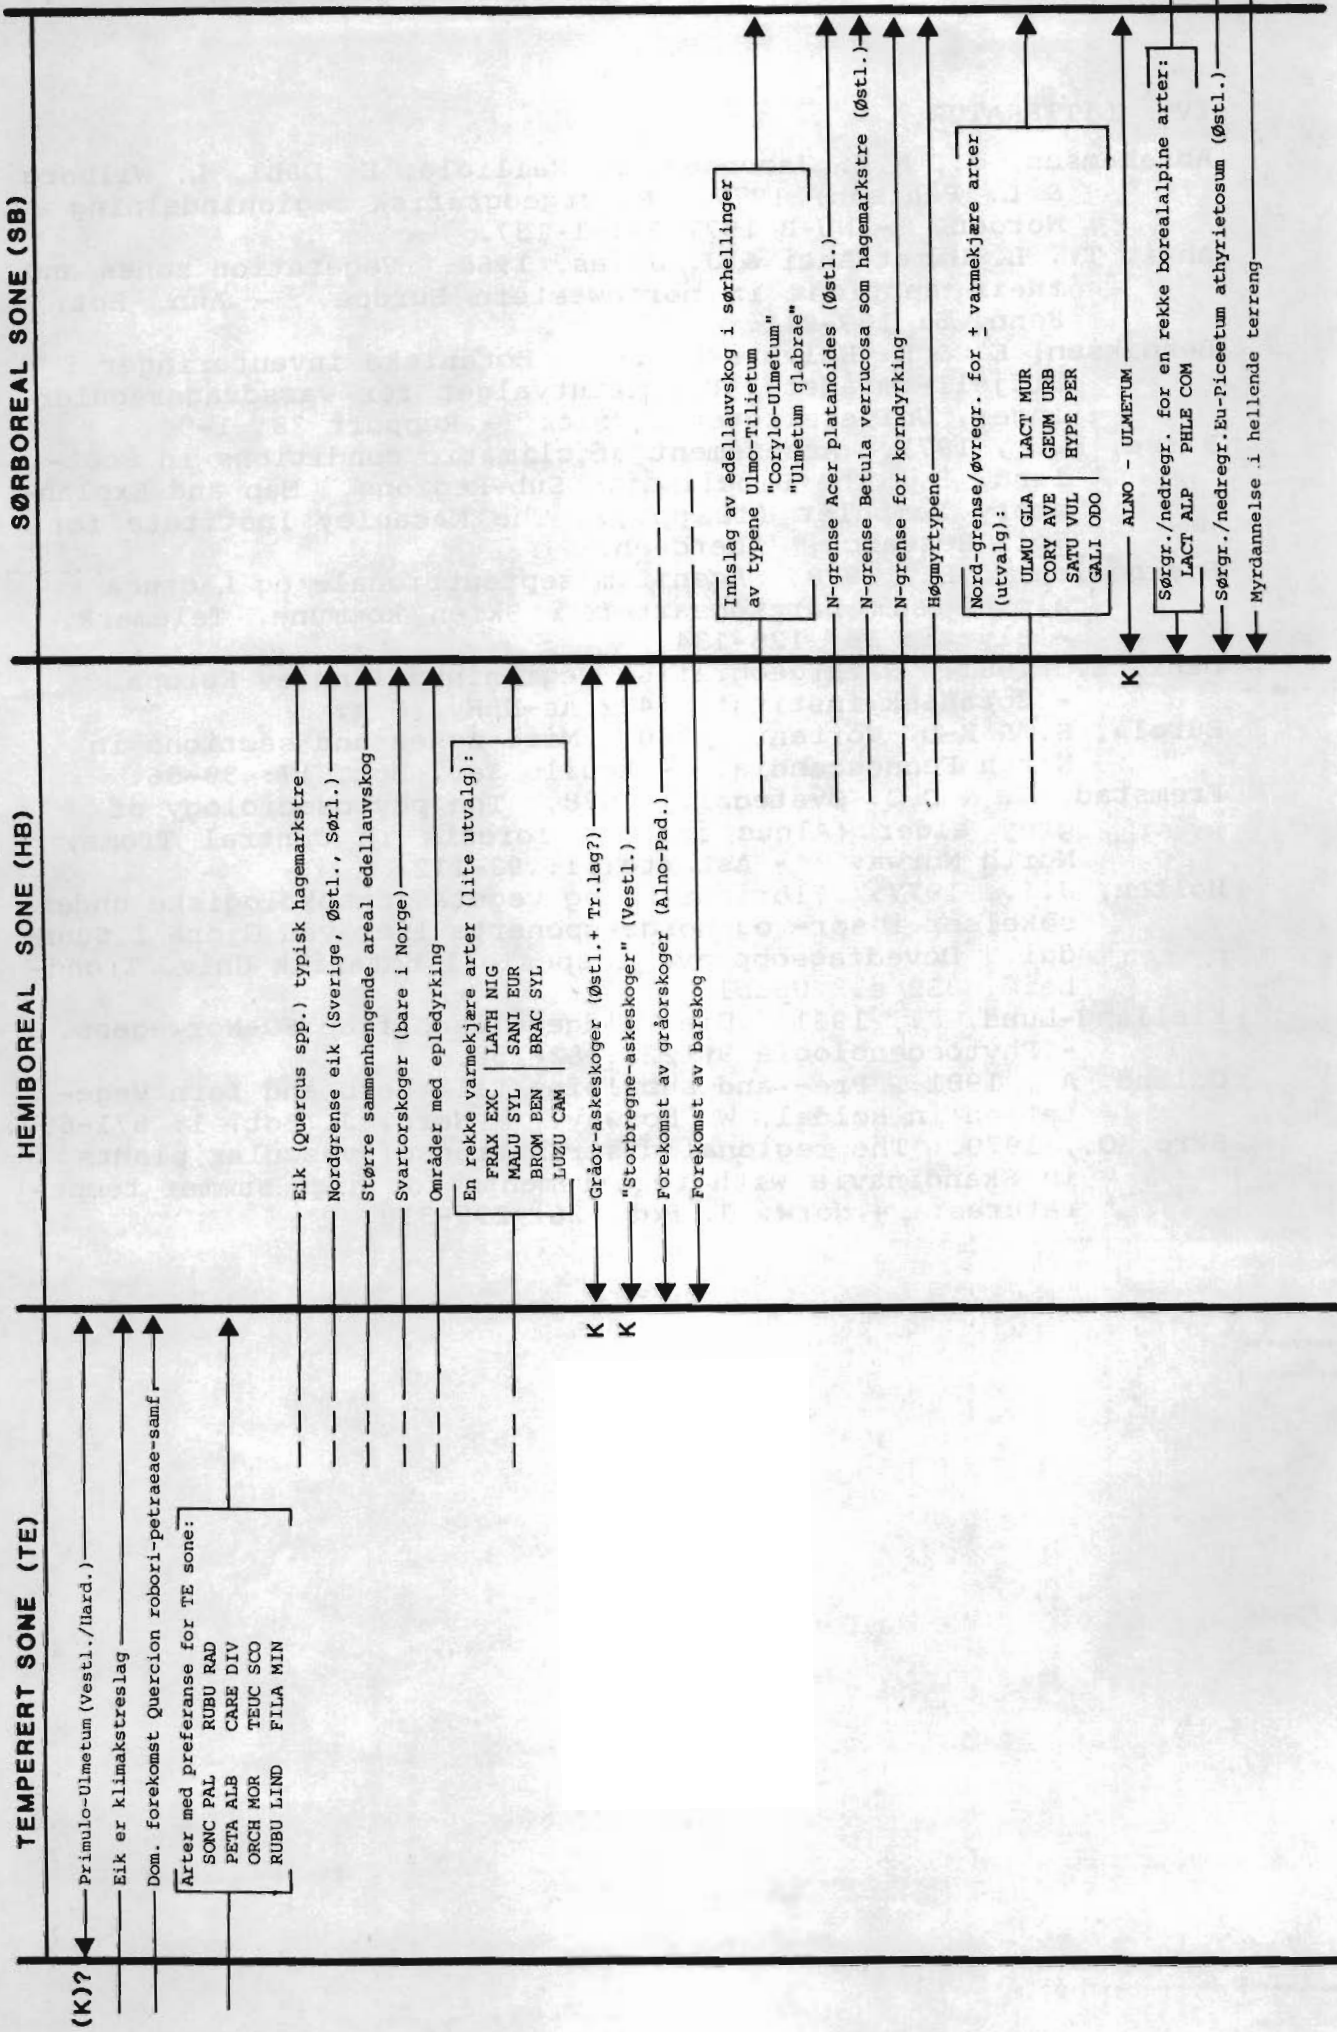 TEMPERERT SONE (TE)
(K)?
Primulo-Ulmetum (Vestl./Hard.)
Eik er klimakstreslag
Dom. forekomst Quercion robori-petraeae-samf.
Arter med preferanse for TE sone:
SONC PAL RUBU RAD
PETA ALB CARE DIV
ORCH MOR TEUC SCO
RUBU LIND FILA MIN
HEMIBOREAL SONE (HB)
Eik (Quercus spp.) typisk hagemarkstre
Nordgrense eik (Sverige, Østl., Sørl.)
Større sammenhengende areal edellauvskog
Svartorskoger (bare i Norge)
Områder med epledyrking
En rekke varmekjære arter (lite utvalg):
FRAX EXC LATH NIG
MALU SYL SANI EUR
BROM BEN BRAC SYL
LUZU CAM
K
Gråor-askeskoger (Østl.+ Tr.lag?)
K
"Storbregne-askeskoger" (Vestl.)
Forekomst av gråorskoger (Alno-Pad.)
Forekomst av barskog
SØRBOREAL SONE (SB)
Innslag av edellauvskog i sørhellinger
av typene Ulmo-Tilietum
"Corylo-Ulmetum"
"Ulmetum glabrae"
N-grense Acer platanoides (Østl.)
N-grense Betula verrucosa som hagemarkstre (Østl.)
N-grense for korndyrking
Høgmyrtypene
Nord-grense/øvregr. for + varmekjære arter
(utvalg):
ULMU GLA LACT MUR
CORY AVE GEUM URB
SATU VUL HYPE PER
GALI ODO
K
ALNO - ULMETUM
Sørgr./nedregr. for en rekke borealalpine arter:
LACT ALP PHLE COM
Sørgr./nedregr. Eu-Piceetum athyrietosum (Østl.)
Myrdannelse i hellende terreng